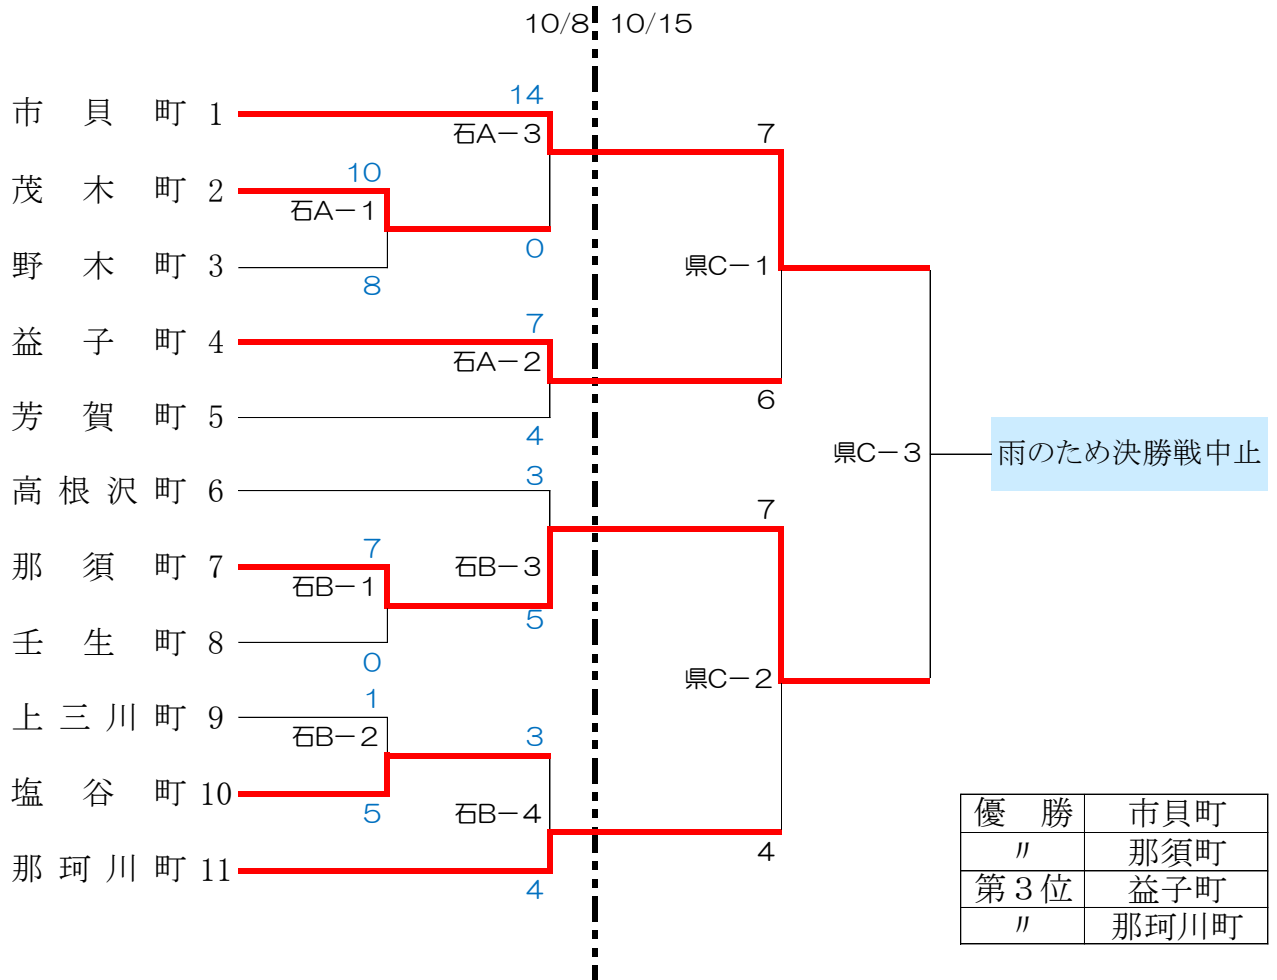 10/8 10/15
市貝町 1
14
石A－3
7
茂木町 2
10
石A－1
0
野木町 3
8
県C－1
益子町 4
7
石A－2
6
芳賀町 5
4
県C－3
雨のため決勝戦中止
高根沢町 6
3
7
那須町 7
7
石B－1
石B－3
5
壬生町 8
0
県C－2
上三川町 9
1
石B－2
3
塩谷町 10
5
石B－4
4
那珂川町 11
4
優勝 市貝町
〃 那須町
第3位 益子町
〃 那珂川町